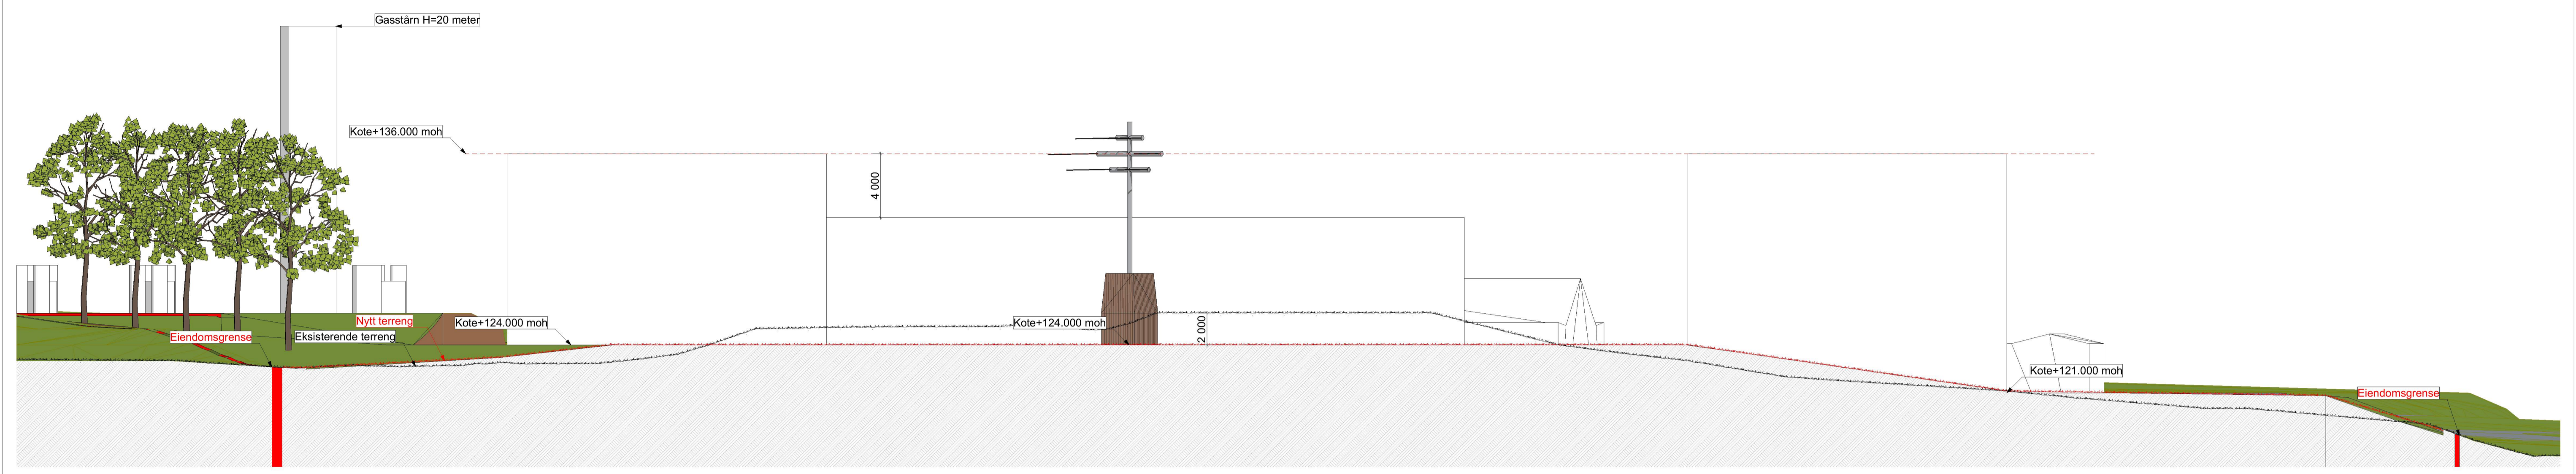 Gasstårn H=20 meter
Kote+136.000 moh
4 000
Nytt terreng
Kote+124.000 moh
Kote+124.000 moh
2 000
Eiendomsgrense
Eksisterende terreng
Kote+121.000 moh
Eiendomsgrense